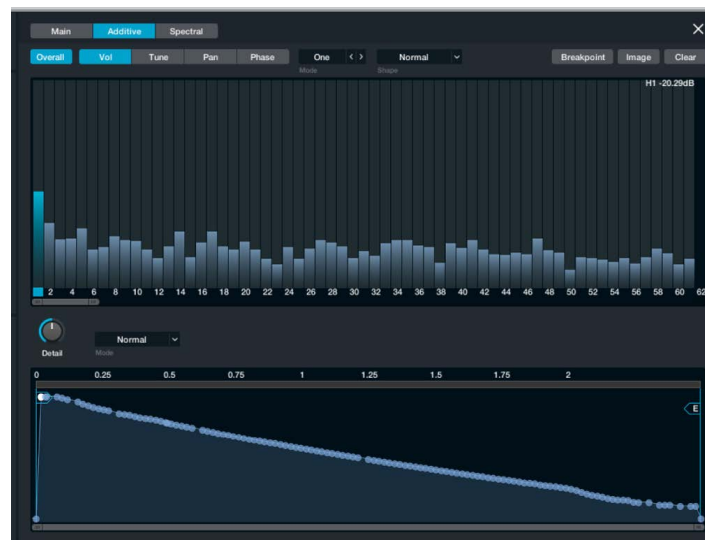 Main Additive Spectral
Overall Vol Tune Pan Phase One Normal Breakpoint Image Clear
Mode Shape
H1 -20.29dB
2 4 6 8 10 12 14 16 18 20 22 24 26 28 30 32 34 36 38 40 42 44 46 48 50 52 54 56 58 60 62
Normal
Detail Mode
0 0.25 0.5 0.75 1 1.25 1.5 1.75 2
E